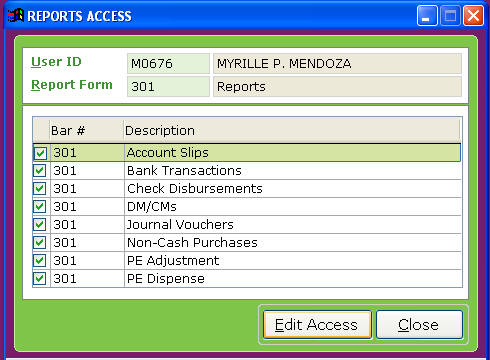 REPORTS ACCESS
User ID M0676 MYRILLE P. MENDOZA
Report Form 301 Reports
Bar # Description
301 Account Slips
301 Bank Transactions
301 Check Disbursements
301 DM/CMs
301 Journal Vouchers
301 Non-Cash Purchases
301 PE Adjustment
301 PE Dispense
Edit Access Close